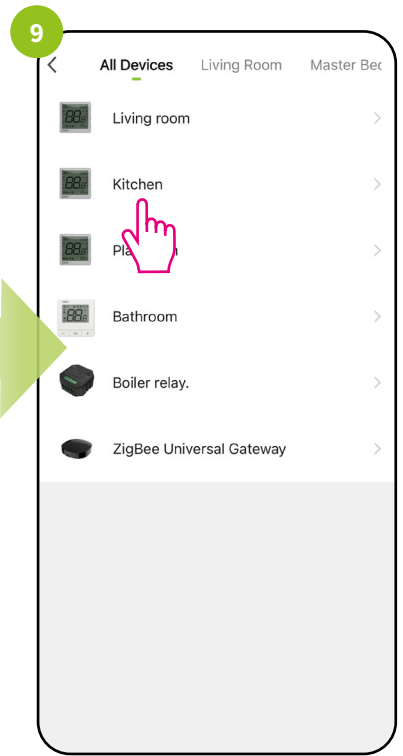 9
All Devices Living Room Master Bec
Living room
Kitchen
Bathroom
Boiler relay.
ZigBee Universal Gateway